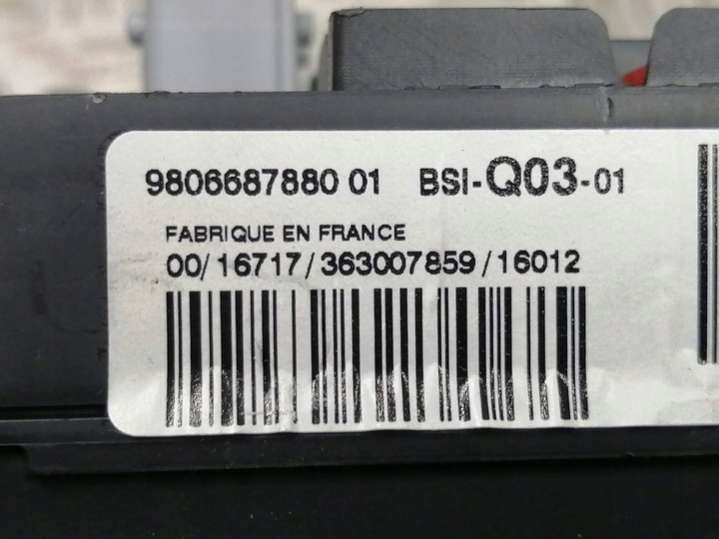 9806687880 01 BSI-Q03-01
FABRIQUE EN FRANCE
00/16717/363007859/16012